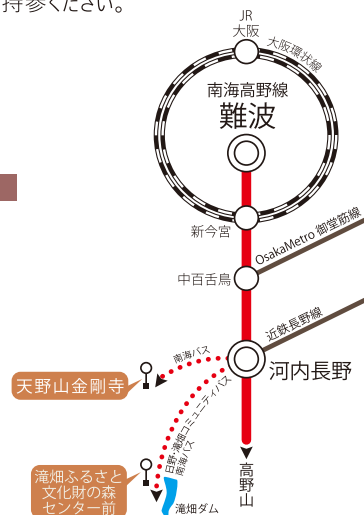 持参ください。
JR
大阪
大阪環状線
南海高野線
難波
新今宮
OsakaMetro 御堂筋線
中百舌鳥
近鉄長野線
南海バス
河内長野
天野山金剛寺
日野・滝畑コミュニティバス
南海バス
高野山
滝畑ふるさと
文化財の森
センター前
滝畑ダム